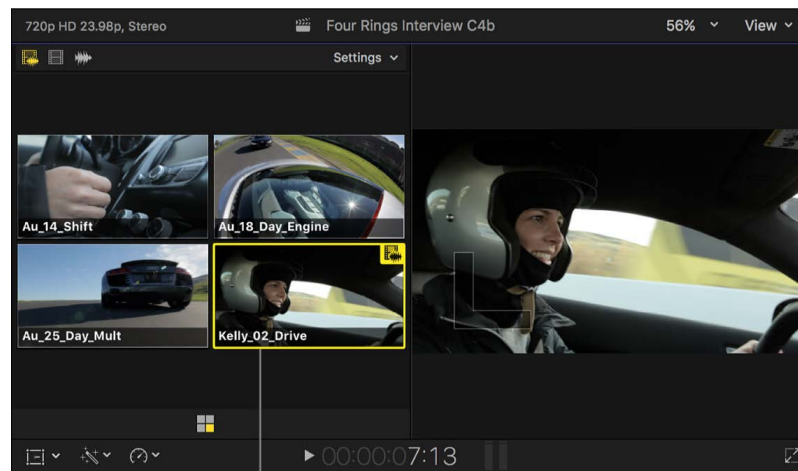 720p HD 23.98p, Stereo
Four Rings Interview C4b
56%
View
Settings
Au_14_Shift
Au_18_Day_Engine
Au_25_Day_Mult
Kelly_02_Drive
00:00:07:13